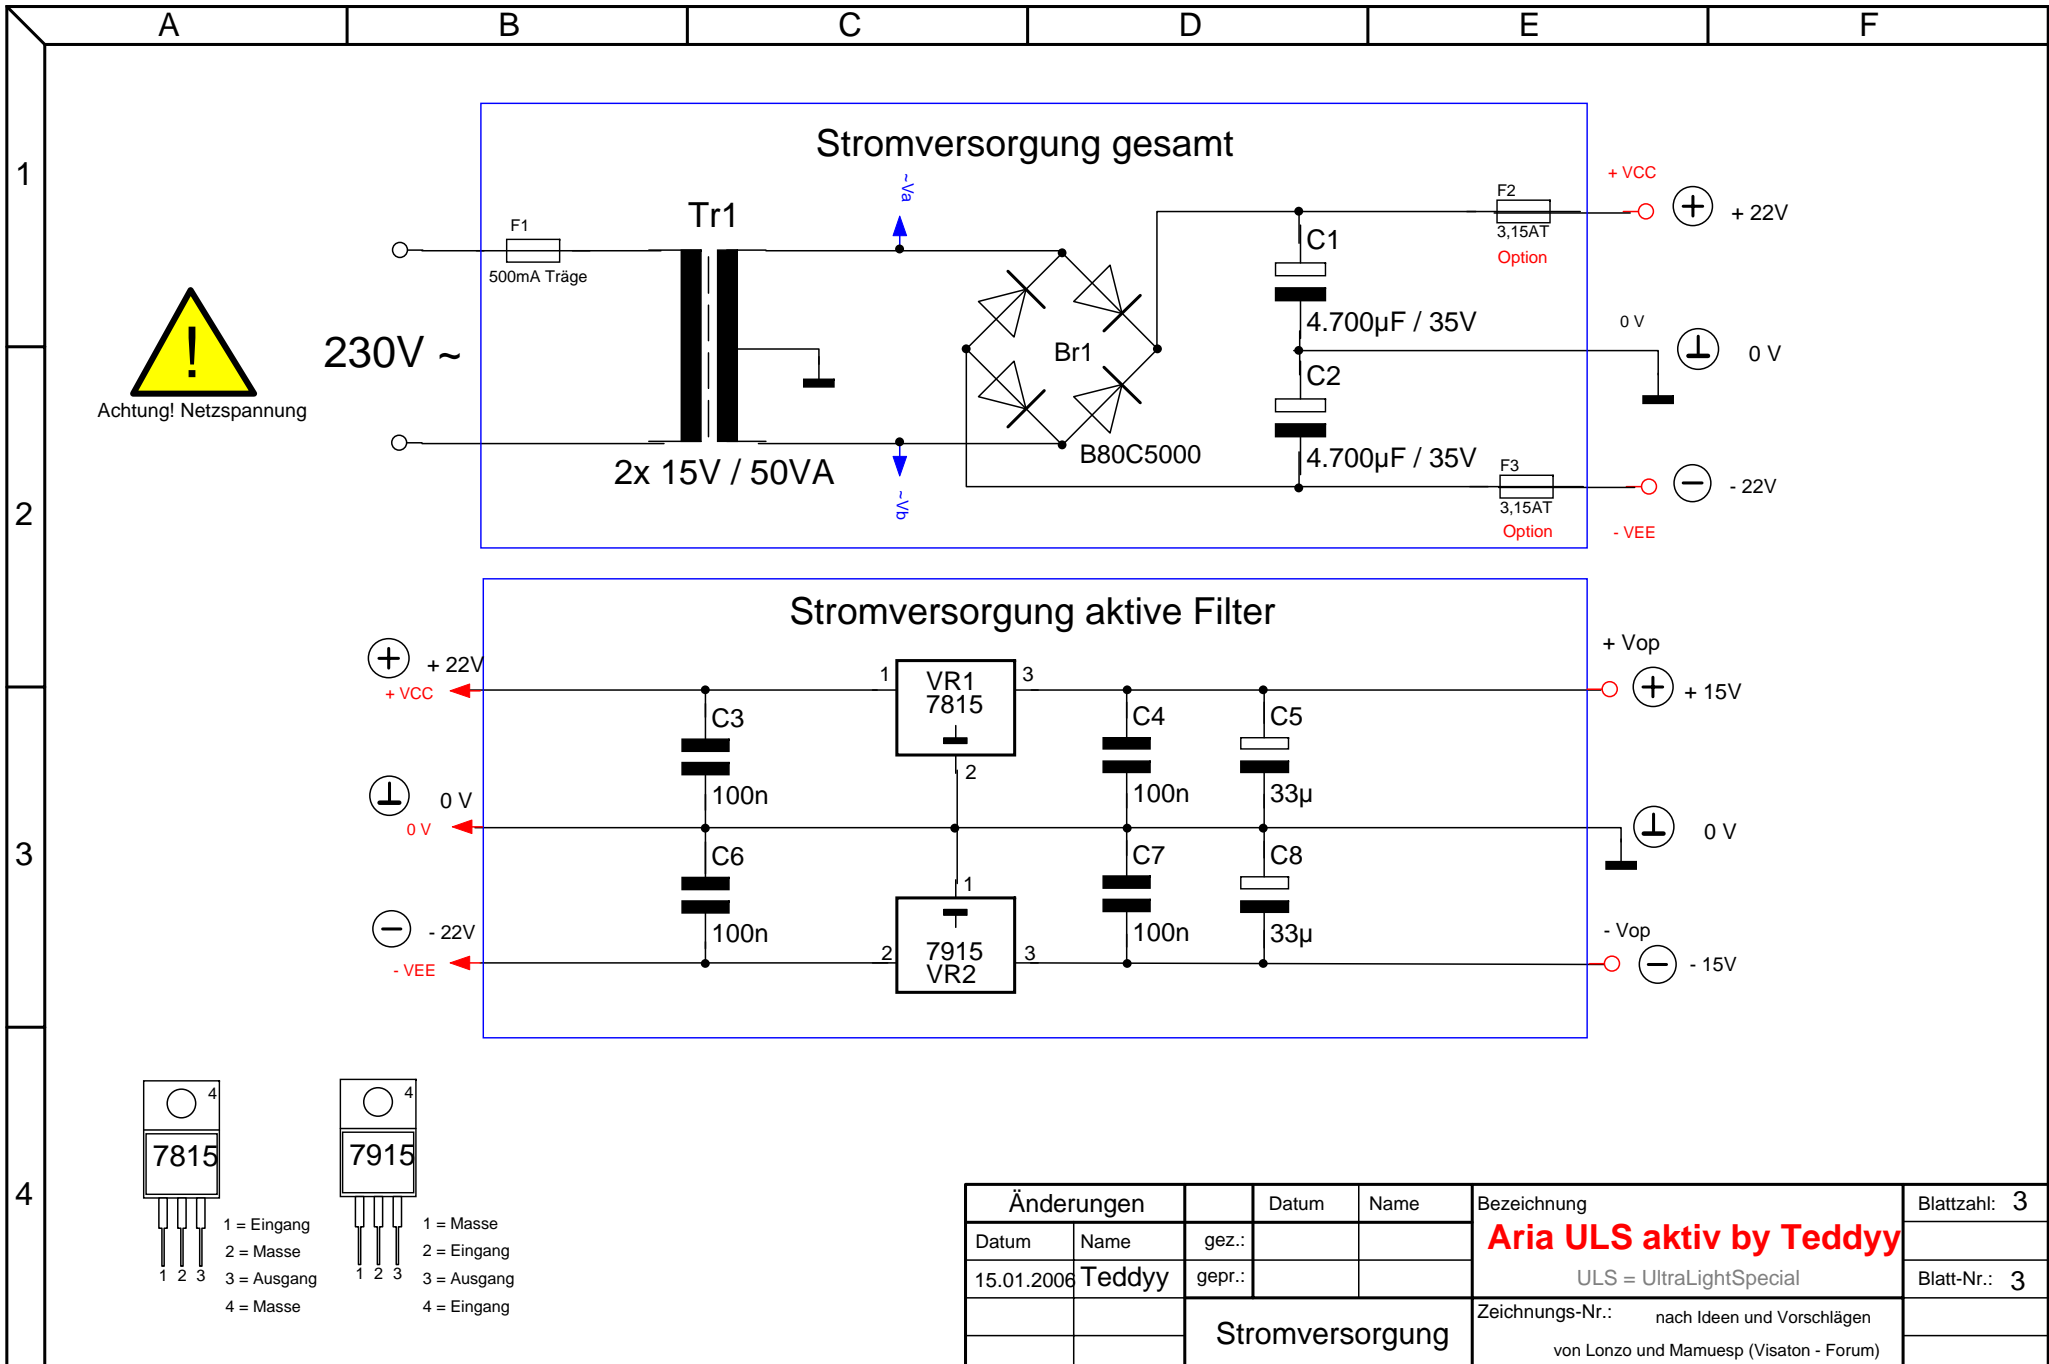 A B C D E F
1
2
3
4
Stromversorgung gesamt
~Va
Tr1
F1
500mA Träge
230V ~
Achtung! Netzspannung
2x 15V / 50VA
~Vb
Br1
B80C5000
C1
4.700µF / 35V
C2
4.700µF / 35V
F2
3,15AT
Option
+ VCC
+ 22V
0 V
0 V
F3
3,15AT
Option
- 22V
- VEE
Stromversorgung aktive Filter
+ 22V
+ VCC
0 V
0 V
- 22V
- VEE
C3
100n
C6
100n
1
VR1
7815
3
2
1
2
7915
VR2
3
C4
100n
C5
33µ
C7
100n
C8
33µ
+ Vop
+ 15V
0 V
- Vop
- 15V
4
7815
1 2 3
1 = Eingang
2 = Masse
3 = Ausgang
4 = Masse
4
7915
1 2 3
1 = Masse
2 = Eingang
3 = Ausgang
4 = Eingang
Änderungen
Datum Name
15.01.2006 Teddyy
Datum Name
gez.:
gepr.:
Stromversorgung
Bezeichnung
Aria ULS aktiv by Teddyy
ULS = UltraLightSpecial
Zeichnungs-Nr.: nach Ideen und Vorschlägen
von Lonzo und Mamuesp (Visaton - Forum)
Blattzahl: 3
Blatt-Nr.: 3